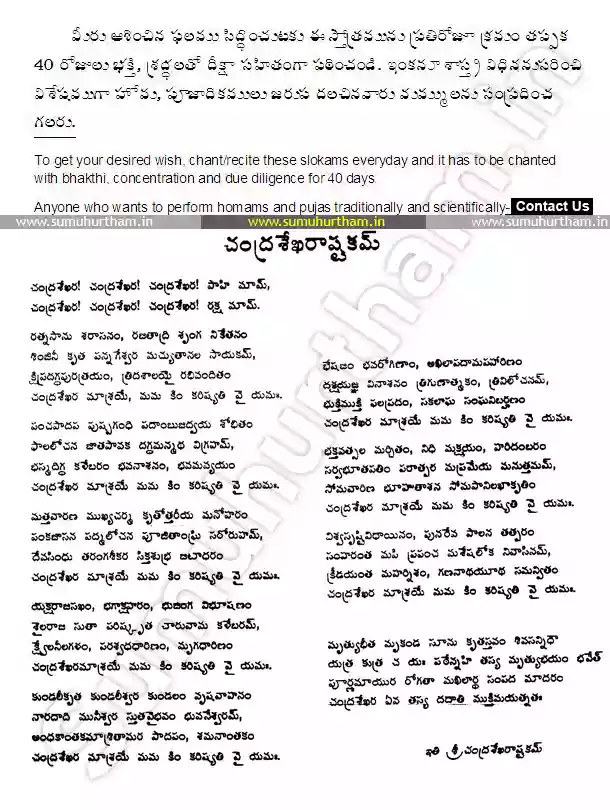 మీరు ఆశించిన ఫలము సిద్ధించుటకు ఈ స్తోత్రమును ప్రతిరోజూ క్రమం తప్పక
40 రోజులు భక్తి, శ్రద్ధలతో దీక్షా సహితంగా పఠించండి. ఇంకనూ శాస్త్ర విధిననుసరించి
విశేషముగా హోమ, పూజాదికములు జరుప దలచినవారు మమ్ములను సంప్రదించ
గలరు.
To get your desired wish, chant/recite these slokams everyday and it has to be chanted
with bhakthi, concentration and due diligence for 40 days.
Anyone who wants to perform homams and pujas traditionally and scientifically- Contact Us
www.sumuhurtham.in www.sumuhurtham.in www.sumuhurtham.in
చంద్రశేఖరాష్టకమ్
చంద్రశేఖర! చంద్రశేఖర! చంద్రశేఖర! పాహి మామ్,
చంద్రశేఖర! చంద్రశేఖర! చంద్రశేఖర! రక్ష మామ్.
రత్నసాను శరాసనం, రజతాద్రి శృంగ నికేతనం
శింజినీ కృత పన్నగేశ్వర మచ్యుతానల సాయకమ్,
క్షిప్రదగ్ధపురత్రయం, త్రిదశాలయై రభివందితం
చంద్రశేఖర మాశ్రయే, మమ కిం కరిష్యతి వై యమః.
పంచపాదప పుష్పగంధి పదాంబుజద్వయ శోభితం
పాలలోచన జాతపావక దగ్ధమన్మథ విగ్రహమ్,
భస్మదిగ్ధ కళేబరం భవనాశనం, భవమవ్యయం
చంద్రశేఖర మాశ్రయే మమ కిం కరిష్యతి వై యమః.
మత్తవారణ ముఖ్యచర్మ కృతోత్తరీయ మనోహరం
పంకజాసన పద్మలోచన పూజితాంఘ్రి సరోరుహమ్,
దేవసింధు తరంగశీకర సిక్తశుభ్ర జటాధరం
చంద్రశేఖర మాశ్రయే మమ కిం కరిష్యతి వై యమః.
యక్షరాజసఖం, భగాక్షహరం, భుజంగ విభూషణం
శైలరాజ సుతా పరిష్కృత చారువామ కళేబరమ్,
క్ష్వేలనీలగళం, పరశ్వధధారిణం, మృగధారిణం
చంద్రశేఖరమాశ్రయే మమ కిం కరిష్యతి వై యమః.
కుండలీకృత కుండలీశ్వర కుండలం వృషవాహనం
నారదాది మునీశ్వర స్తుతవైభవం భువనేశ్వరమ్,
అంధకాంతకమాశ్రితామర పాదపం, శమనాంతకం
చంద్రశేఖర మాశ్రయే మమ కిం కరిష్యతి వై యమః.
భేషజం భవరోగిణాం, అఖిలాపదామపహారిణం
దక్షయజ్ఞ వినాశనం త్రిగుణాత్మకం, త్రివిలోచనమ్,
భుక్తిముక్తి ఫలప్రదం, సకలాఘ సంఘనిబర్హణం
చంద్రశేఖర మాశ్రయే మమ కిం కరిష్యతి వై యమః.
భక్తవత్సల మర్చితం, నిధి మక్షయం, హరిదంబరం
సర్వభూతపతిం పరాత్పర మప్రమేయ మనుత్తమమ్,
సోమవారిణ భూహుతాశన సోమపానిలఖాకృతిం
చంద్రశేఖర మాశ్రయే మమ కిం కరిష్యతి వై యమః.
విశ్వసృష్టివిధాయినం, పునరేవ పాలన తత్పరం
సంహరంత మపి ప్రపంచ మశేషలోక నివాసినమ్,
క్రీడయంత మహర్నిశం, గణనాథయూథ సమన్వితం
చంద్రశేఖర మాశ్రయే మమ కిం కరిష్యతి వై యమః.
మృత్యుభీత మృకండ సూను కృతస్తవం శివసన్నిధౌ
యత్ర కుత్ర చ యః పఠేన్నహి తస్య మృత్యుభయం భవేత్
పూర్ణమాయుర రోగతా మఖిలార్థ సంపద మాదరం
చంద్రశేఖర ఏవ తస్య దదాతి ముక్తిమయత్నతః
ఇతి శ్రీ చంద్రశేఖరాష్టకమ్
sumuhurtham.in